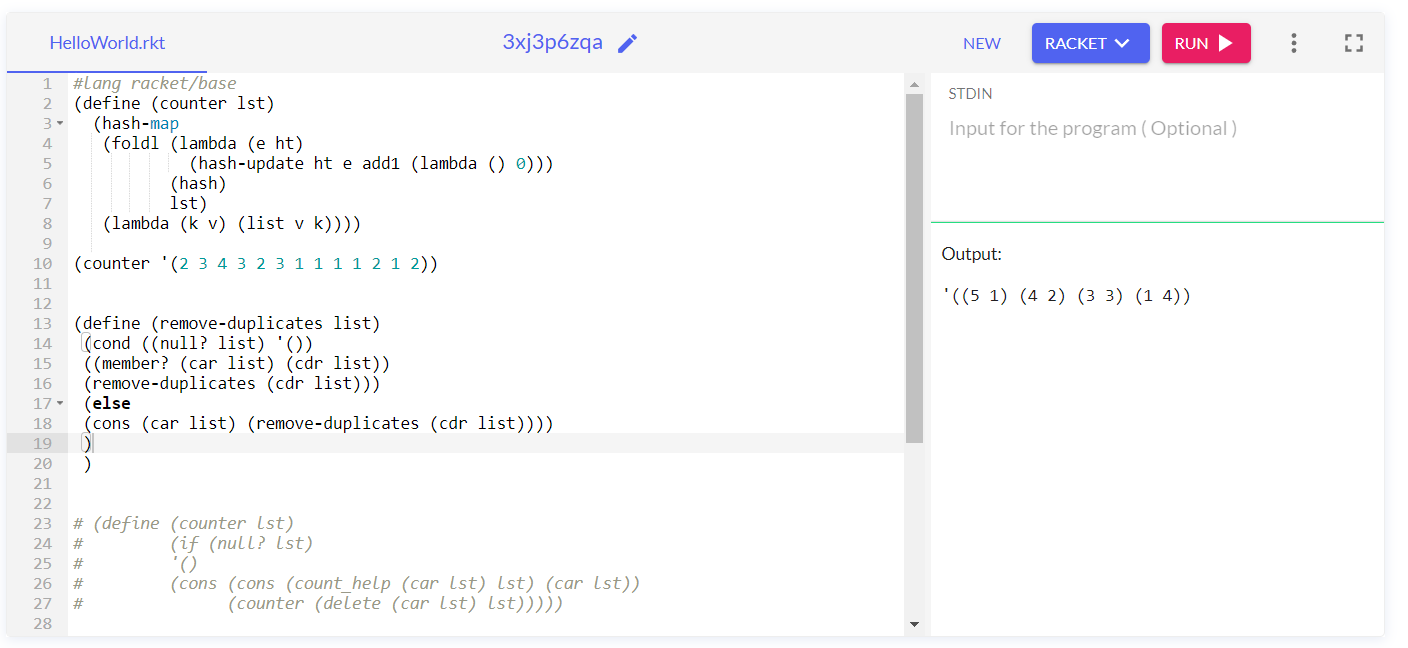 HelloWorld.rkt
3xj3p6zqa
NEW
RACKET
RUN
1 #lang racket/base
2 (define (counter lst)
3   (hash-map
4    (foldl (lambda (e ht)
5             (hash-update ht e add1 (lambda () 0)))
6           (hash)
7           lst)
8    (lambda (k v) (list v k))))
9
10 (counter '(2 3 4 3 2 3 1 1 1 1 2 1 2))
11
12
13 (define (remove-duplicates list)
14  (cond ((null? list) '())
15  ((member? (car list) (cdr list))
16  (remove-duplicates (cdr list)))
17  (else
18  (cons (car list) (remove-duplicates (cdr list))))
19  )
20  )
21
22
23 # (define (counter lst)
24 #         (if (null? lst)
25 #         '()
26 #         (cons (cons (count_help (car lst) lst) (car lst))
27 #               (counter (delete (car lst) lst)))))
28
STDIN
Input for the program ( Optional )
Output:
'((5 1) (4 2) (3 3) (1 4))